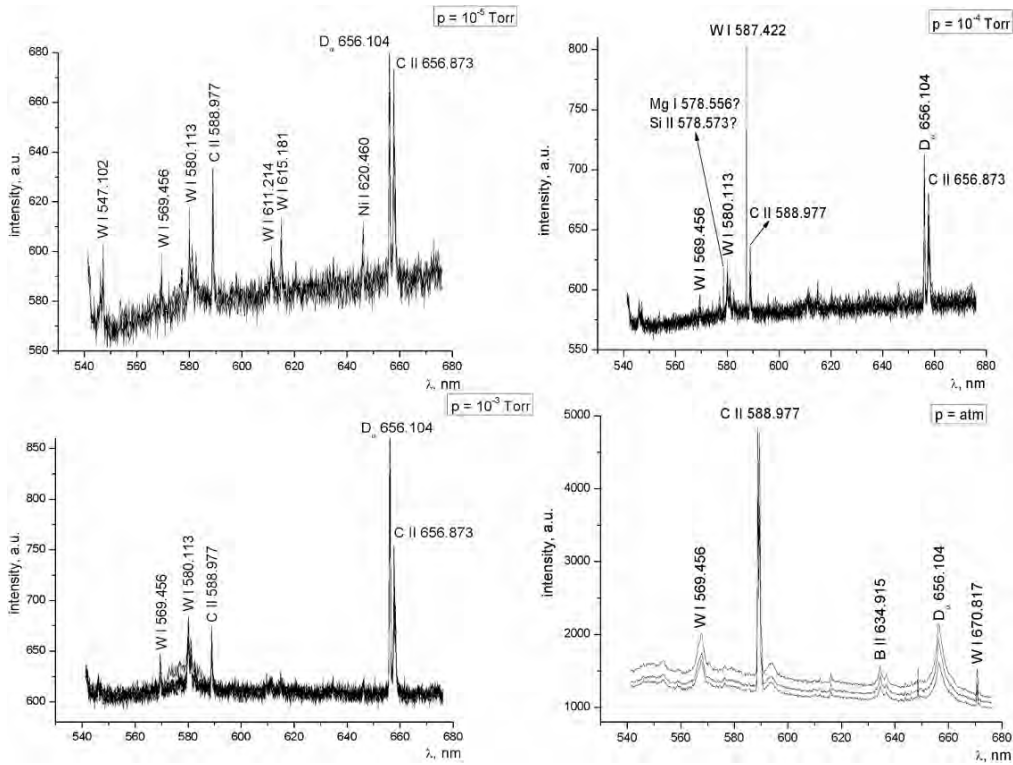 p = 10⁻⁵ Torr
D α 656.104
C II 656.873
W I 547.102
W I 569.456
W I 580.113
C II 588.977
W I 611.214
W I 615.181
Ni I 620.460
intensity, a.u.
680
660
640
620
600
580
560
540 560 580 600 620 640 660 680
λ, nm
p = 10⁻⁴ Torr
W I 587.422
Mg I 578.556?
Si II 578.573?
W I 569.456
W I 580.113
C II 588.977
D α 656.104
C II 656.873
intensity, a.u.
800
750
700
650
600
550
540 560 580 600 620 640 660 680
λ, nm
p = 10⁻³ Torr
D α 656.104
C II 656.873
W I 569.456
W I 580.113
C II 588.977
intensity, a.u.
850
800
750
700
650
600
540 560 580 600 620 640 660 680
λ, nm
p = atm
C II 588.977
W I 569.456
B II 634.915
D α 656.104
W I 670.817
intensity, a.u.
5000
4000
3000
2000
1000
540 560 580 600 620 640 660 680
λ, nm